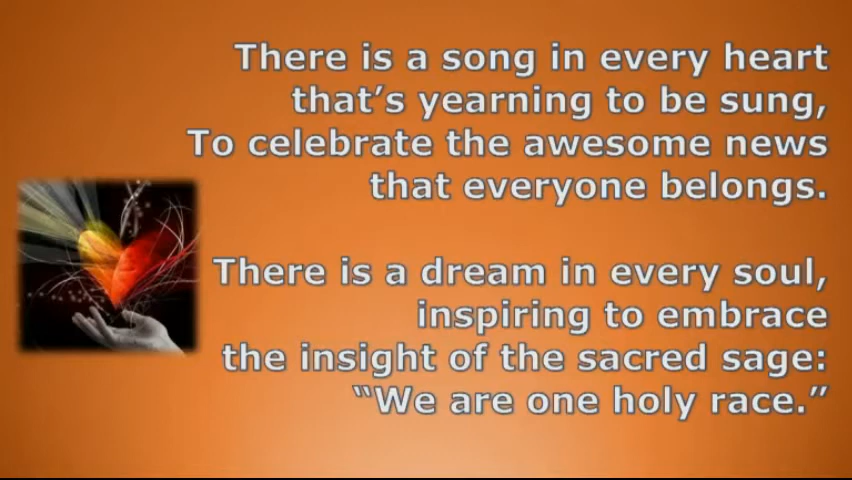 There is a song in every heart
that’s yearning to be sung,
To celebrate the awesome news
that everyone belongs.
There is a dream in every soul,
inspiring to embrace
the insight of the sacred sage:
“We are one holy race.”